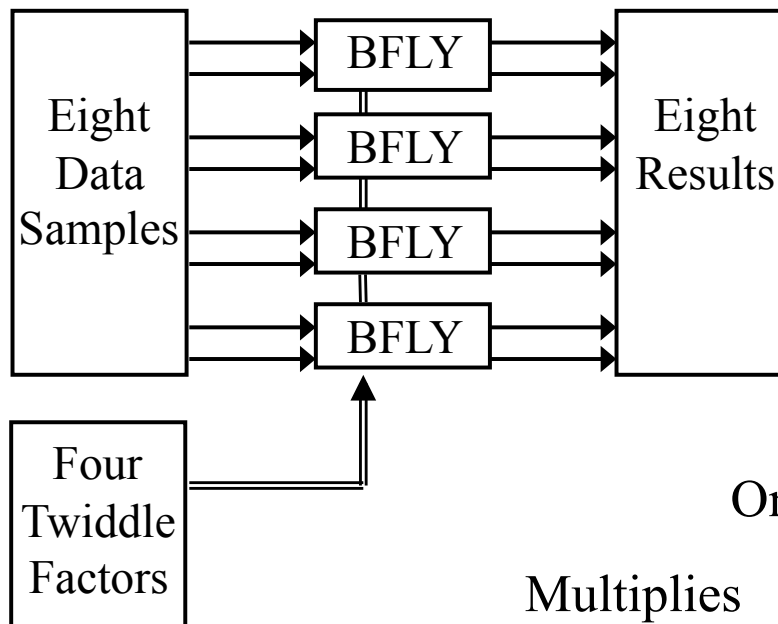 Eight
Data
Samples
BFLY
BFLY
BFLY
BFLY
Eight
Results
Four
Twiddle
Factors
Multiplies